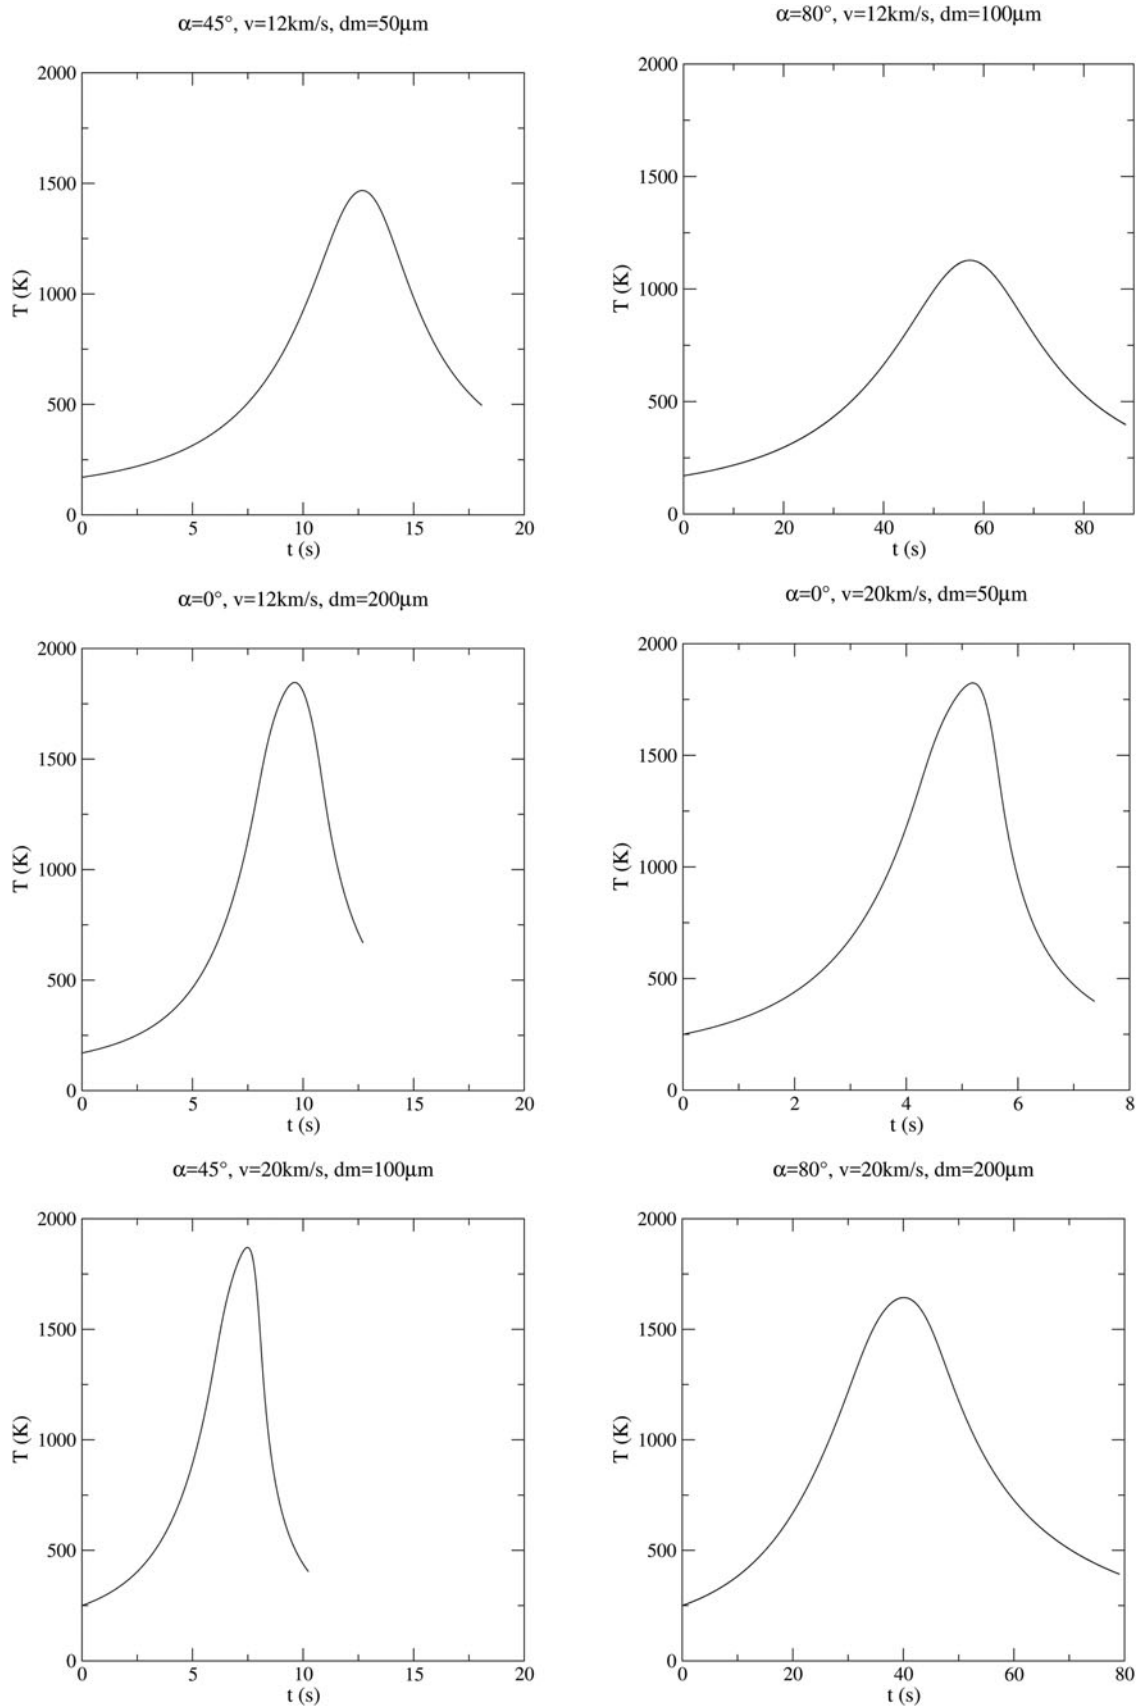 α=45°, v=12km/s, dm=50μm
2000
1500
1000
500
0
T (K)
0 5 10 15 20
t (s)
α=80°, v=12km/s, dm=100μm
2000
1500
1000
500
0
T (K)
0 20 40 60 80
t (s)
α=0°, v=12km/s, dm=200μm
2000
1500
1000
500
0
T (K)
0 5 10 15 20
t (s)
α=0°, v=20km/s, dm=50μm
2000
1500
1000
500
0
T (K)
0 2 4 6 8
t (s)
α=45°, v=20km/s, dm=100μm
2000
1500
1000
500
0
T (K)
0 5 10 15 20
t (s)
α=80°, v=20km/s, dm=200μm
2000
1500
1000
500
0
T (K)
0 20 40 60 80
t (s)